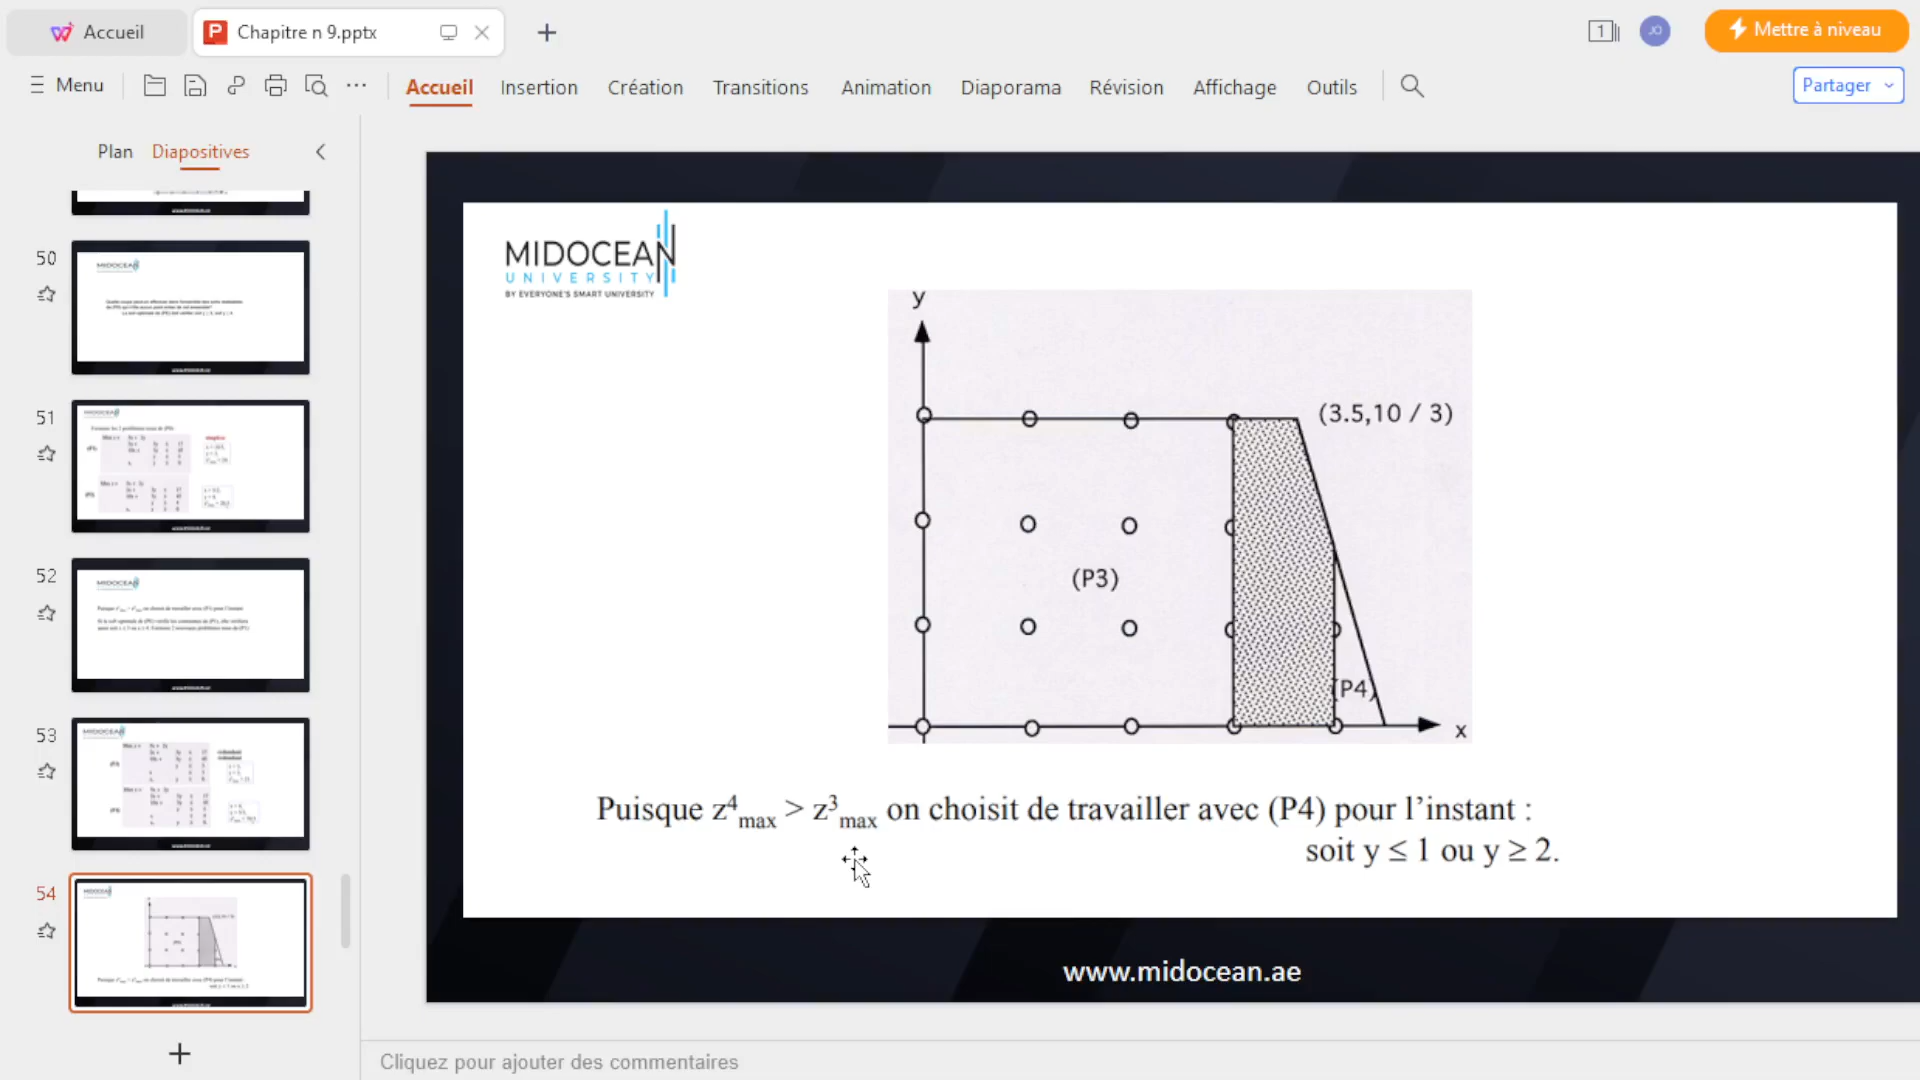 Accueil
Chapitre n 9.pptx
1
JO
Mettre à niveau
Menu
Accueil
Insertion
Création
Transitions
Animation
Diaporama
Révision
Affichage
Outils
Partager
Plan
Diapositives
50
51
52
53
54
MIDOCEAN
UNIVERSITY
BY EVERYONE'S SMART UNIVERSITY
y
(3.5,10 / 3)
(P3)
(P4)
x
Puisque z⁴max > z³max on choisit de travailler avec (P4) pour l'instant :
soit y ≤ 1 ou y ≥ 2.
www.midocean.ae
Cliquez pour ajouter des commentaires